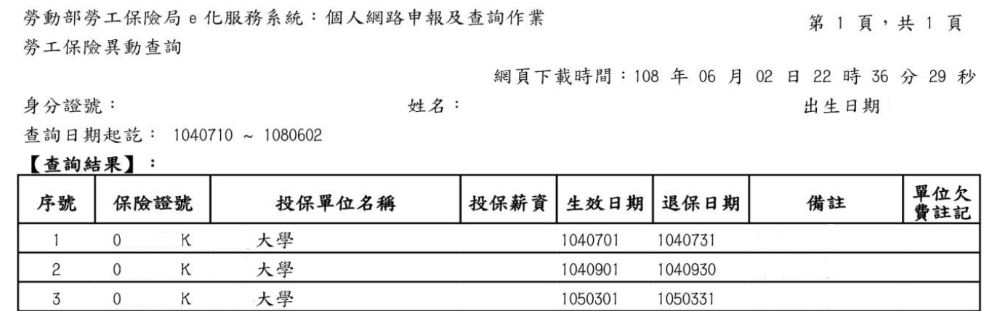 勞動部勞工保險局 e 化服務系統：個人網路申報及查詢作業 第 1 頁，共 1 頁
勞工保險異動查詢
網頁下載時間：108 年 06 月 02 日 22 時 36 分 29 秒
身分證號： 姓名： 出生日期
查詢日期起訖： 1040710 ~ 1080602
【查詢結果】：
序號 保險證號 投保單位名稱 投保薪資 生效日期 退保日期 備註 單位欠費註記
1 0 K 大學 1040701 1040731
2 0 K 大學 1040901 1040930
3 0 K 大學 1050301 1050331